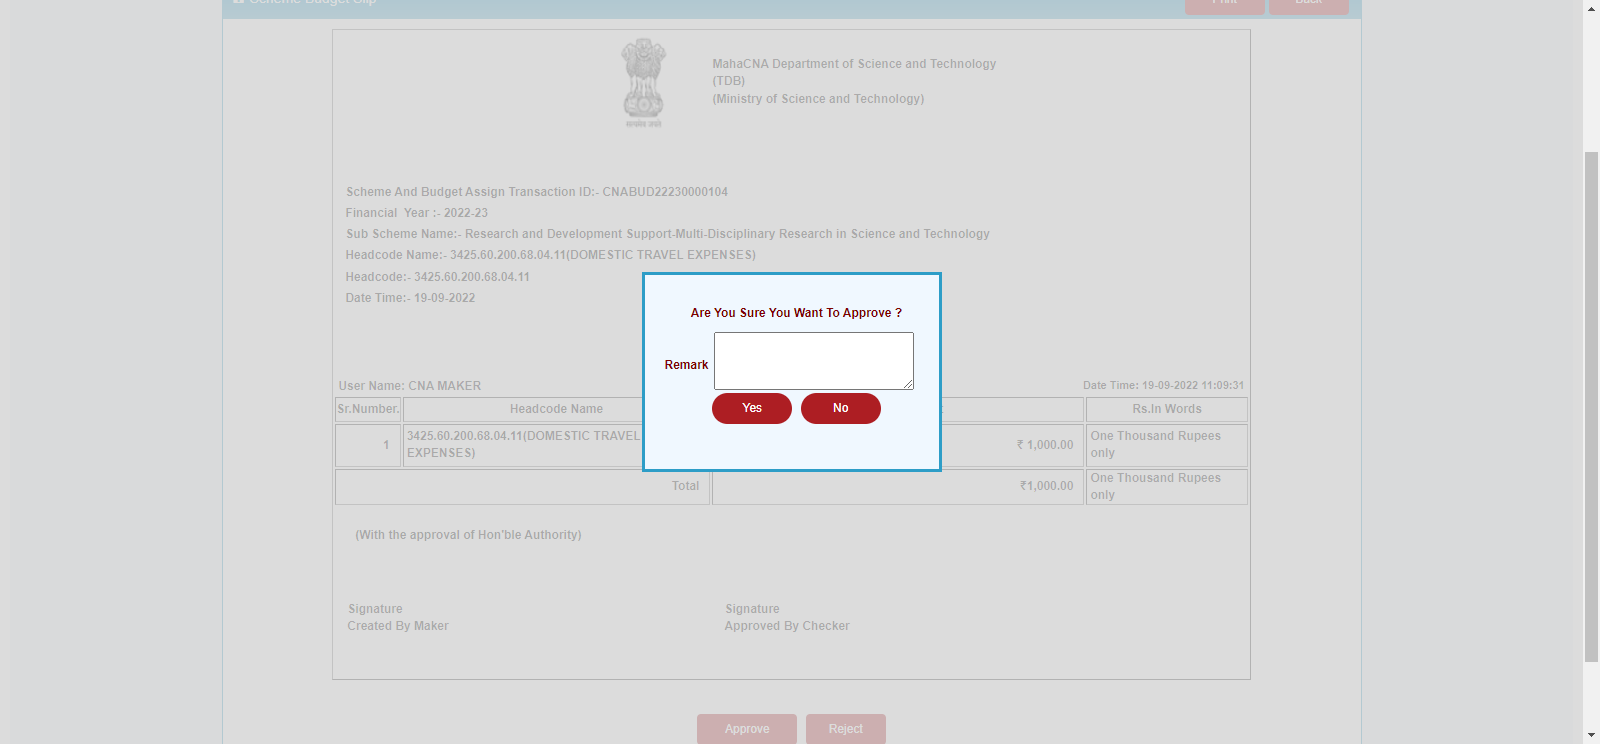 Scheme Budget Slip
Print
Back
MahaCNA Department of Science and Technology
(TDB)
(Ministry of Science and Technology)
सत्यमेव जयते
Scheme And Budget Assign Transaction ID:- CNABUD22230000104
Financial Year :- 2022-23
Sub Scheme Name:- Research and Development Support-Multi-Disciplinary Research in Science and Technology
Headcode Name:- 3425.60.200.68.04.11(DOMESTIC TRAVEL EXPENSES)
Headcode:- 3425.60.200.68.04.11
Date Time:- 19-09-2022
Are You Sure You Want To Approve ?
Remark
Yes
No
User Name: CNA MAKER
Date Time: 19-09-2022 11:09:31
Sr.Number.
Headcode Name
Rs.In Words
1
3425.60.200.68.04.11(DOMESTIC TRAVEL
EXPENSES)
₹ 1,000.00
One Thousand Rupees
only
Total
₹1,000.00
One Thousand Rupees
only
(With the approval of Hon'ble Authority)
Signature
Created By Maker
Signature
Approved By Checker
Approve
Reject